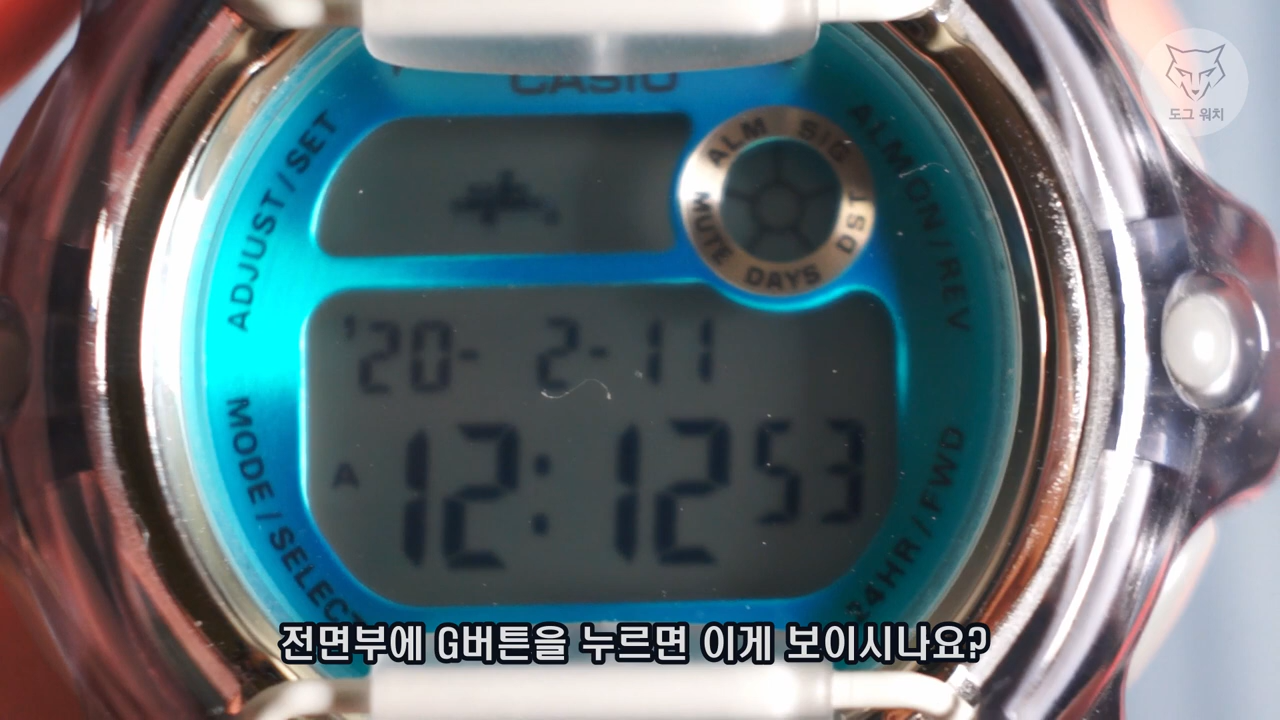 도그 워치
CASIO
ADJUST/SET
ALM SIG
MUTE DAYS DST
ALM ON/REV
'20- 2-11
A 12:12 53
MODE/SELECT
24HR/FWD
전면부에 G버튼을 누르면 이게 보이시나요?